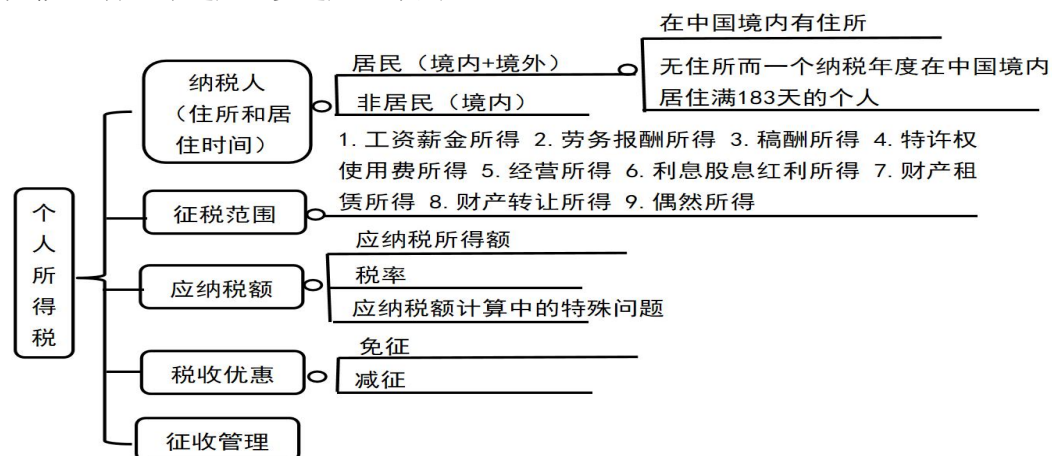 个人所得税
纳税人
（住所和居
住时间）
居民（境内+境外）
非居民（境内）
在中国境内有住所
无住所而一个纳税年度在中国境内
居住满183天的个人
征税范围
1. 工资薪金所得 2. 劳务报酬所得 3. 稿酬所得 4. 特许权
使用费所得 5. 经营所得 6. 利息股息红利所得 7. 财产租
赁所得 8. 财产转让所得 9. 偶然所得
应纳税额
应纳税所得额
税率
应纳税额计算中的特殊问题
税收优惠
免征
减征
征收管理